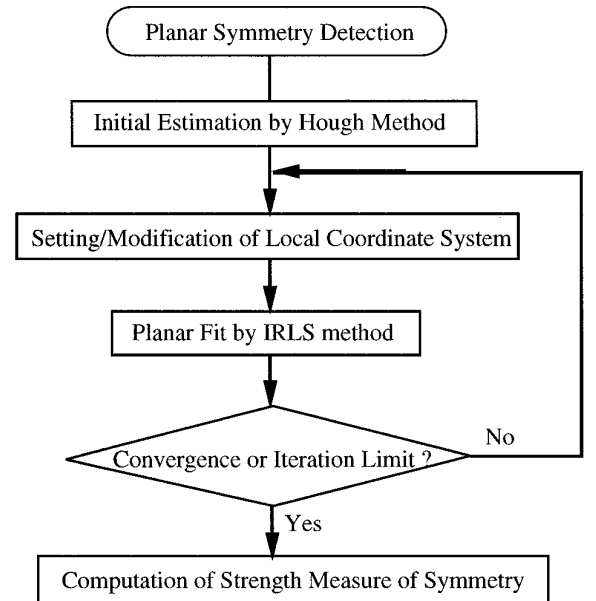 Planar Symmetry Detection
Initial Estimation by Hough Method
Setting/Modification of Local Coordinate System
Planar Fit by IRLS method
Convergence or Iteration Limit ?
No
Yes
Computation of Strength Measure of Symmetry